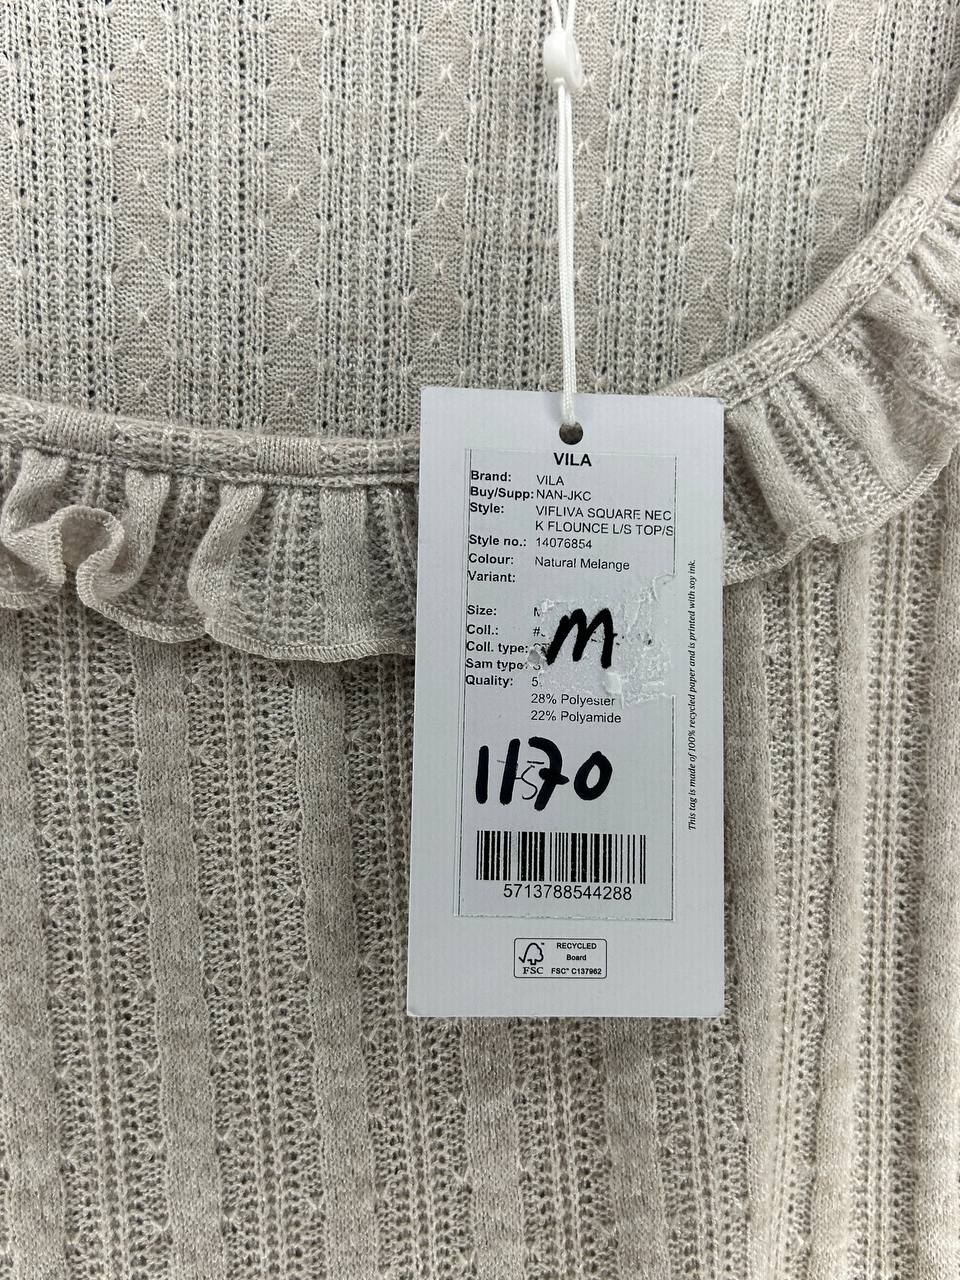 VILA
Brand: VILA
Buy/Supp: NAN-JKC
Style: VIFLIVA SQUARE NEC
K FLOUNCE L/S TOP/S
Style no.: 14076854
Colour: Natural Melange
Variant:
Size: M
Coll.: #
Coll. type:
Sam type:
Quality: 5
28% Polyester
22% Polyamide
1170
5713788544288
This tag is made of 100% recycled paper and is printed with soy ink.
FSC™
RECYCLED
Board
FSC® C137962